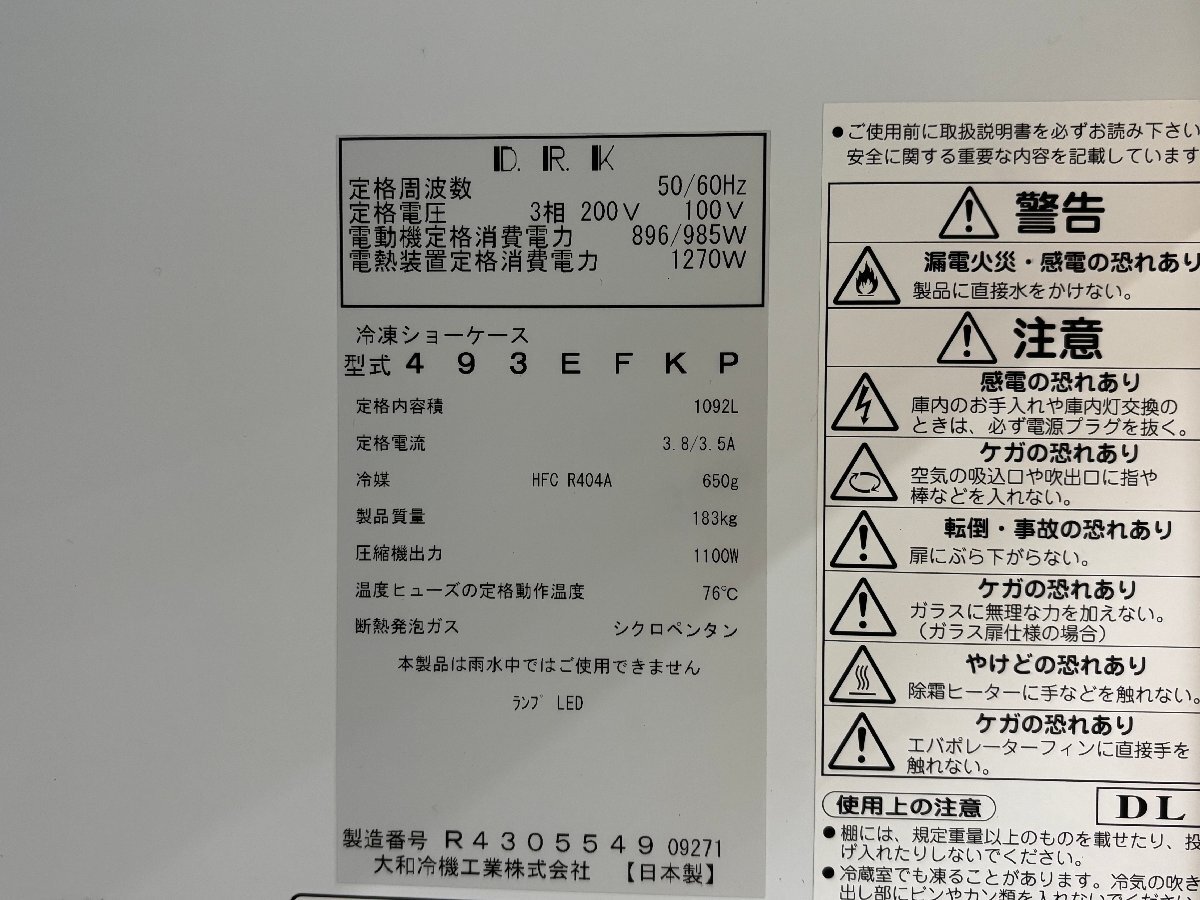 D. R. K
定格周波数 50/60Hz
定格電圧 3相 200V 100V
電動機定格消費電力 896/985W
電熱装置定格消費電力 1270W
冷凍ショーケース
型式 493EFKP
定格内容積 1092L
定格電流 3.8/3.5A
冷媒 HFC R404A 650g
製品質量 183kg
圧縮機出力 1100W
温度ヒューズの定格動作温度 76℃
断熱発泡ガス シクロペンタン
本製品は雨水中ではご使用できません
ﾗﾝﾌﾟ LED
製造番号 R4305549 09271
大和冷機工業株式会社 【日本製】
●ご使用前に取扱説明書を必ずお読み下さい
安全に関する重要な内容を記載しています
警告
漏電火災・感電の恐れあり
製品に直接水をかけない。
注意
感電の恐れあり
庫内のお手入れや庫内灯交換の
ときは、必ず電源プラグを抜く。
ケガの恐れあり
空気の吸込口や吹出口に指や
棒などを入れない。
転倒・事故の恐れあり
扉にぶら下がらない。
ケガの恐れあり
ガラスに無理な力を加えない。
（ガラス扉仕様の場合）
やけどの恐れあり
除霜ヒーターに手などを触れない。
ケガの恐れあり
エバポレーターフィンに直接手を
触れない。
使用上の注意 DL
●棚には、規定重量以上のものを載せたり、投
げ入れたりしないでください。
●冷蔵室でも凍ることがあります。冷気の吹き
出し部にビンやカン類を入れないでください